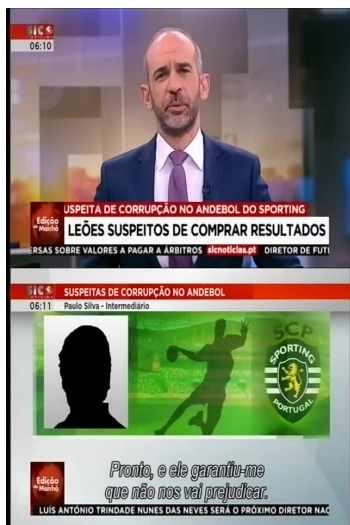 SIC
NOTÍCIAS
06:10
USPEITA DE CORRUPÇÃO NO ANDEBOL DO SPORTING
Edição
da Manhã
LEÕES SUSPEITOS DE COMPRAR RESULTADOS
ERSAS SOBRE VALORES A PAGAR A ÁRBITROS sicnoticias.pt DIRETOR DE FUTI
SIC
06:11
SUSPEITAS DE CORRUPÇÃO NO ANDEBOL
Paulo Silva - Intermediário
SCP
SPORTING
PORTUGAL
Edição
da Manhã
Pronto, e ele garantiu-me
que não nos vai prejudicar.
LUÍS ANTÓNIO TRINDADE NUNES DAS NEVES SERÁ O PRÓXIMO DIRETOR NAC